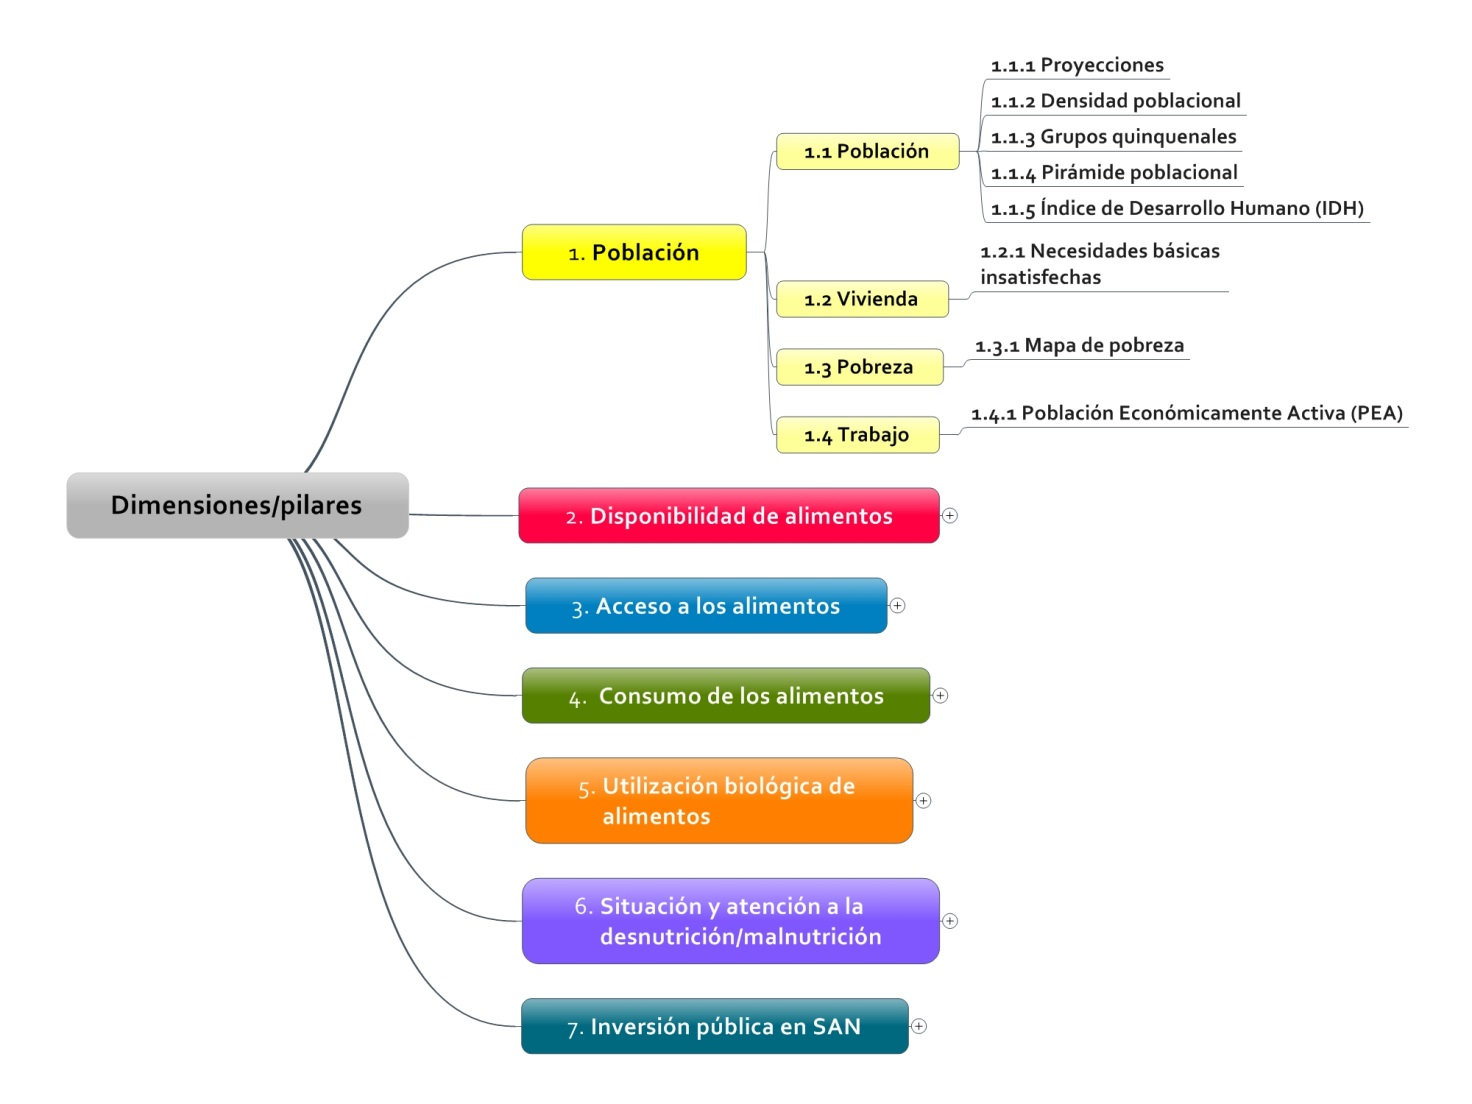 Dimensiones/pilares
1. Población
1.1 Población
1.1.1 Proyecciones
1.1.2 Densidad poblacional
1.1.3 Grupos quinquenales
1.1.4 Pirámide poblacional
1.1.5 Índice de Desarrollo Humano (IDH)
1.2 Vivienda
1.2.1 Necesidades básicas
insatisfechas
1.3 Pobreza
1.3.1 Mapa de pobreza
1.4 Trabajo
1.4.1 Población Económicamente Activa (PEA)
2. Disponibilidad de alimentos
3. Acceso a los alimentos
4. Consumo de los alimentos
5. Utilización biológica de
alimentos
6. Situación y atención a la
desnutrición/malnutrición
7. Inversión pública en SAN